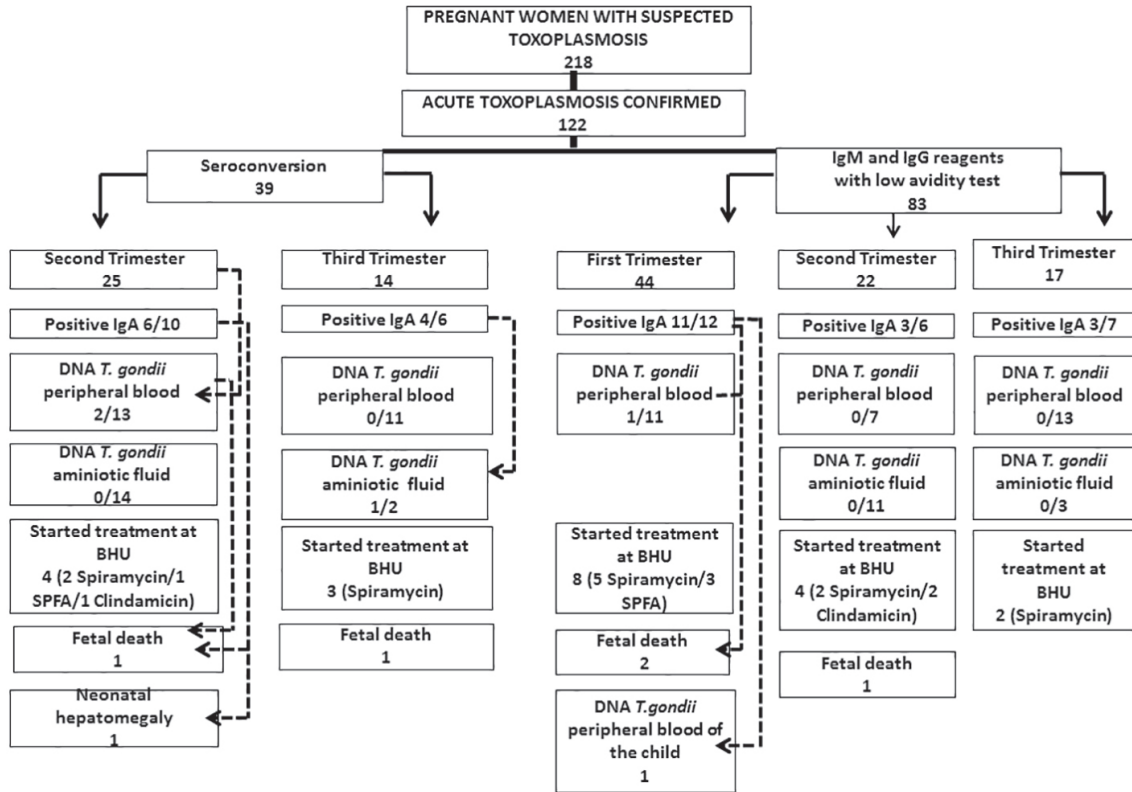 PREGNANT WOMEN WITH SUSPECTED
TOXOPLASMOSIS
218
ACUTE TOXOPLASMOSIS CONFIRMED
122
Seroconversion
39
IgM and IgG reagents
with low avidity test
83
Second Trimester
25
Positive IgA 6/10
DNA T. gondii
peripheral blood
2/13
DNA T. gondii
aminiotic fluid
0/14
Started treatment at
BHU
4 (2 Spiramycin/1
SPFA/1 Clindamicin)
Fetal death
1
Neonatal
hepatomegaly
1
Third Trimester
14
Positive IgA 4/6
DNA T. gondii
peripheral blood
0/11
DNA T. gondii
aminiotic fluid
1/2
Started treatment at
BHU
3 (Spiramycin)
Fetal death
1
First Trimester
44
Positive IgA 11/12
DNA T. gondii
peripheral blood
1/11
Started treatment
at BHU
8 (5 Spiramycin/3
SPFA)
Fetal death
2
DNA T.gondii
peripheral blood of
the child
1
Second Trimester
22
Positive IgA 3/6
DNA T. gondii
peripheral blood
0/7
DNA T. gondii
aminiotic fluid
0/11
Started treatment
at BHU
4 (2 Spiramycin/2
Clindamicin)
Fetal death
1
Third Trimester
17
Positive IgA 3/7
DNA T. gondii
peripheral blood
0/13
DNA T. gondii
aminiotic fluid
0/3
Started
treatment at
BHU
2 (Spiramycin)